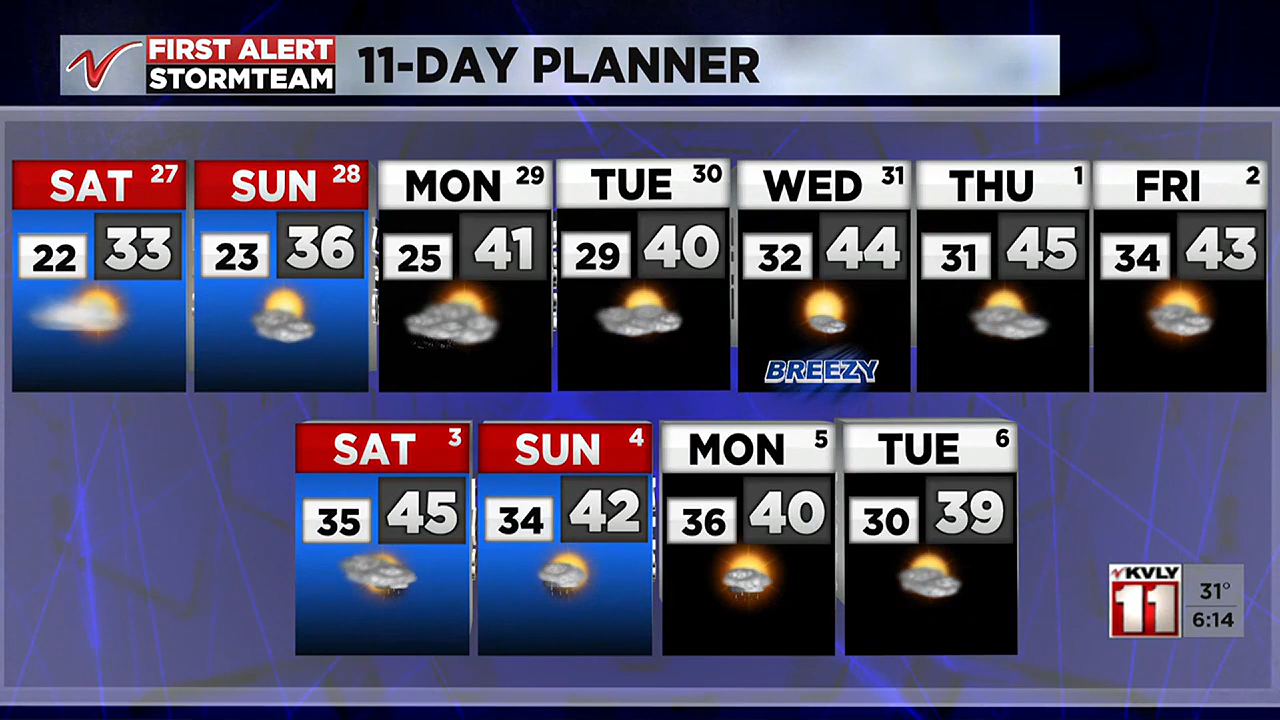 FIRST ALERT
STORMTEAM
11-DAY PLANNER
SAT 27
22 33
SUN 28
23 36
MON 29
25 41
TUE 30
29 40
WED 31
32 44
BREEZY
THU 1
31 45
FRI 2
34 43
SAT 3
35 45
SUN 4
34 42
MON 5
36 40
TUE 6
30 39
KVLY
11
31°
6:14